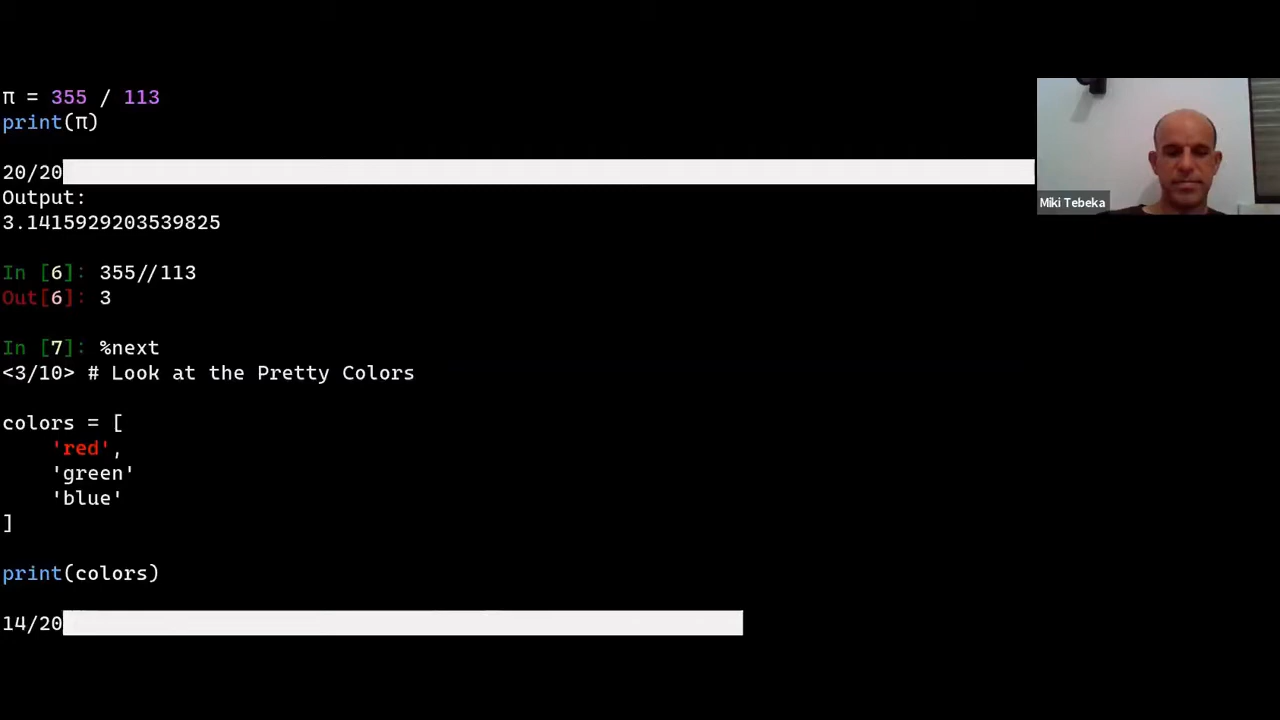 π = 355 / 113
print(π)
20/20
Output:
3.1415929203539825
In [6]: 355//113
Out[6]: 3
In [7]: %next
<3/10> # Look at the Pretty Colors
colors = [
    'red',
    'green'
    'blue'
]
print(colors)
14/20
Miki Tebeka